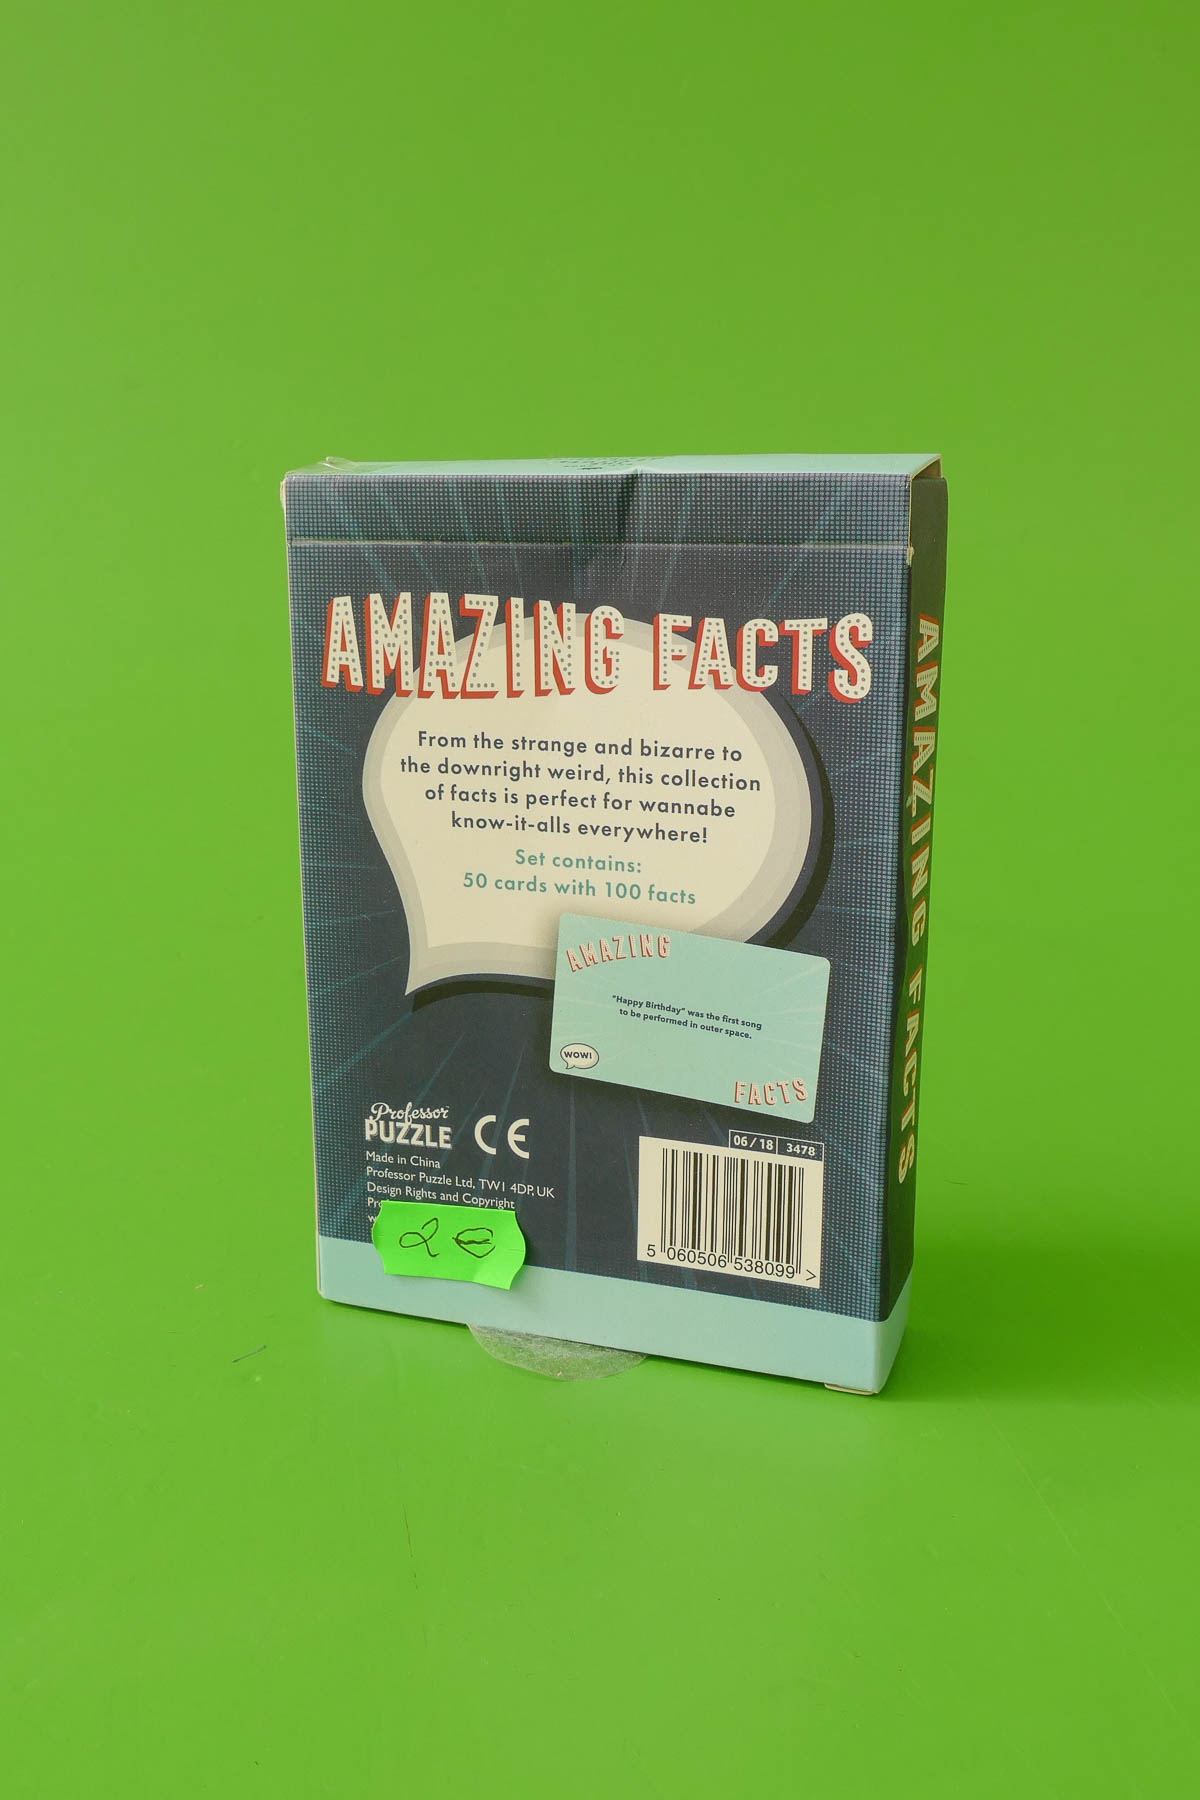 AMAZING FACTS
From the strange and bizarre to
the downright weird, this collection
of facts is perfect for wannabe
know-it-alls everywhere!
Set contains:
50 cards with 100 facts
AMAZING
"Happy Birthday" was the first song
to be performed in outer space.
WOW!
FACTS
Professor
PUZZLE
CE
Made in China
Professor Puzzle Ltd, TW1 4DP, UK
Design Rights and Copyright
2 €
06 / 18 3478
5 060506 538099 >
AMAZING FACTS